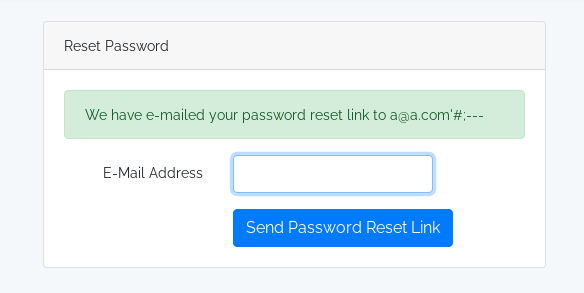 Reset Password
We have e-mailed your password reset link to a@a.com'#;---
E-Mail Address
Send Password Reset Link